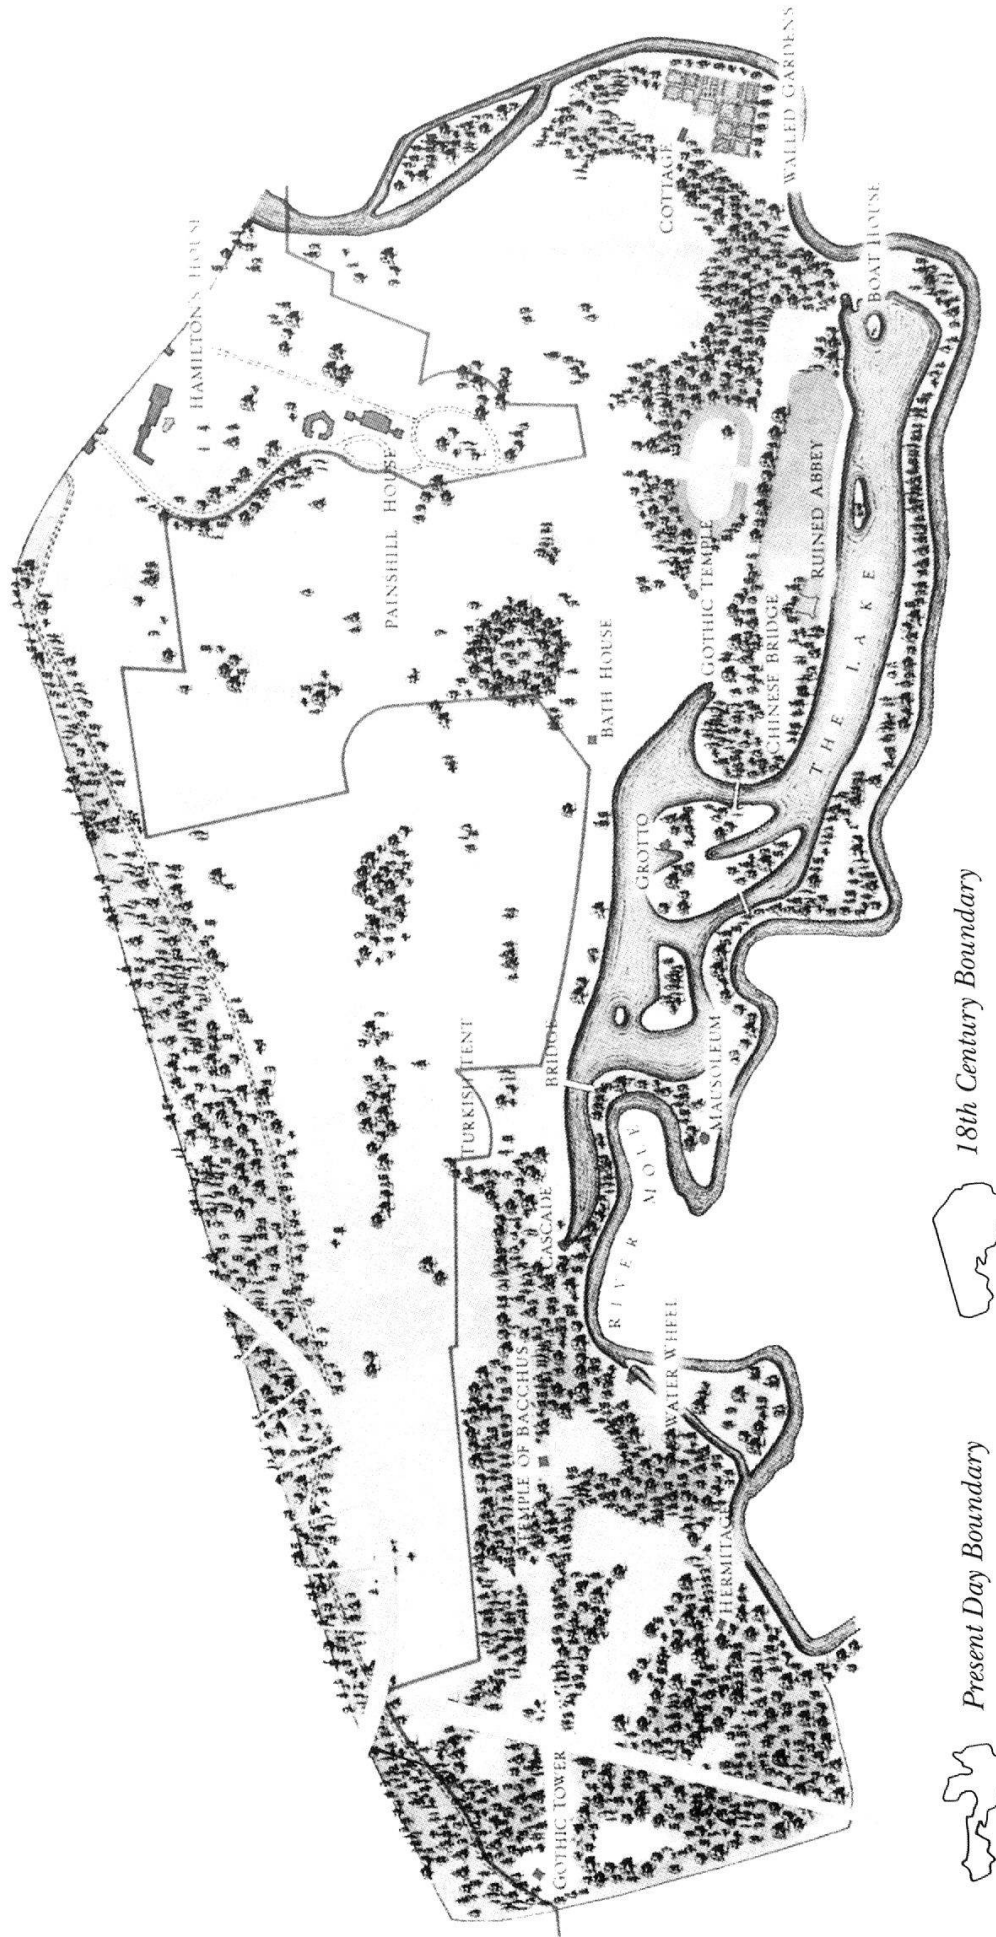 HAMILTON'S HOUSE
WALLED GARDENS
COTTAGE
BOAT HOUSE
PAINSHILL HOUSE
RUINED ABBEY
GOTHIC TEMPLE
CHINESE BRIDGE
THE LAKE
BATH HOUSE
GROTTO
TURKISH TENT
BRIDGE
MAUSOLEUM
CASCADE
RIVER MOLE
TEMPLE OF BACCHUS
WATER WHEEL
HERMITAGE
GOTHIC TOWER
Present Day Boundary
18th Century Boundary